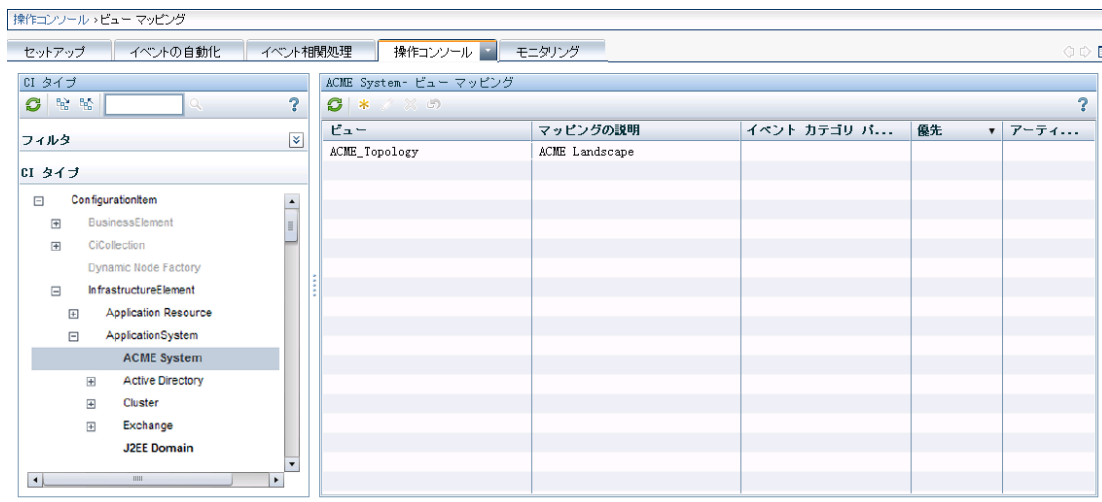 操作コンソール ›ビュー マッピング
セットアップ イベントの自動化 イベント相関処理 操作コンソール モニタリング
CI タイプ
?
フィルタ
CI タイプ
ConfigurationItem
BusinessElement
CiCollection
Dynamic Node Factory
InfrastructureElement
Application Resource
ApplicationSystem
ACME System
Active Directory
Cluster
Exchange
J2EE Domain
ACME System- ビュー マッピング
?
ビュー マッピングの説明 イベント カテゴリ パ... 優先 アーティ...
ACME_Topology ACME Landscape